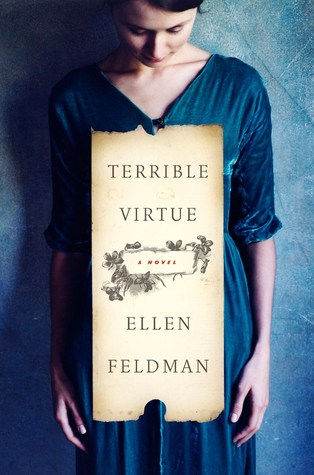 TERRIBLE
VIRTUE
A NOVEL
ELLEN
FELDMAN